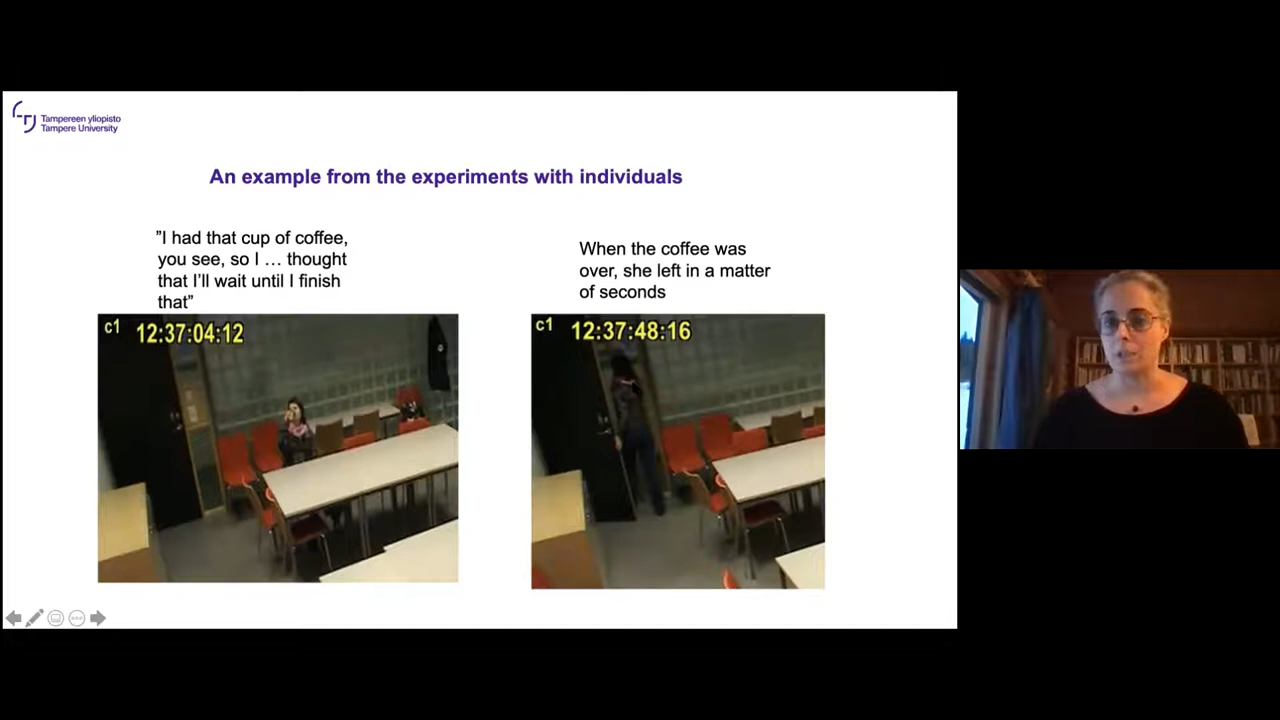 Tampereen yliopisto
Tampere University
An example from the experiments with individuals
”I had that cup of coffee,
you see, so I … thought
that I’ll wait until I finish
that”
When the coffee was
over, she left in a matter
of seconds
c1 12:37:04:12
c1 12:37:48:16